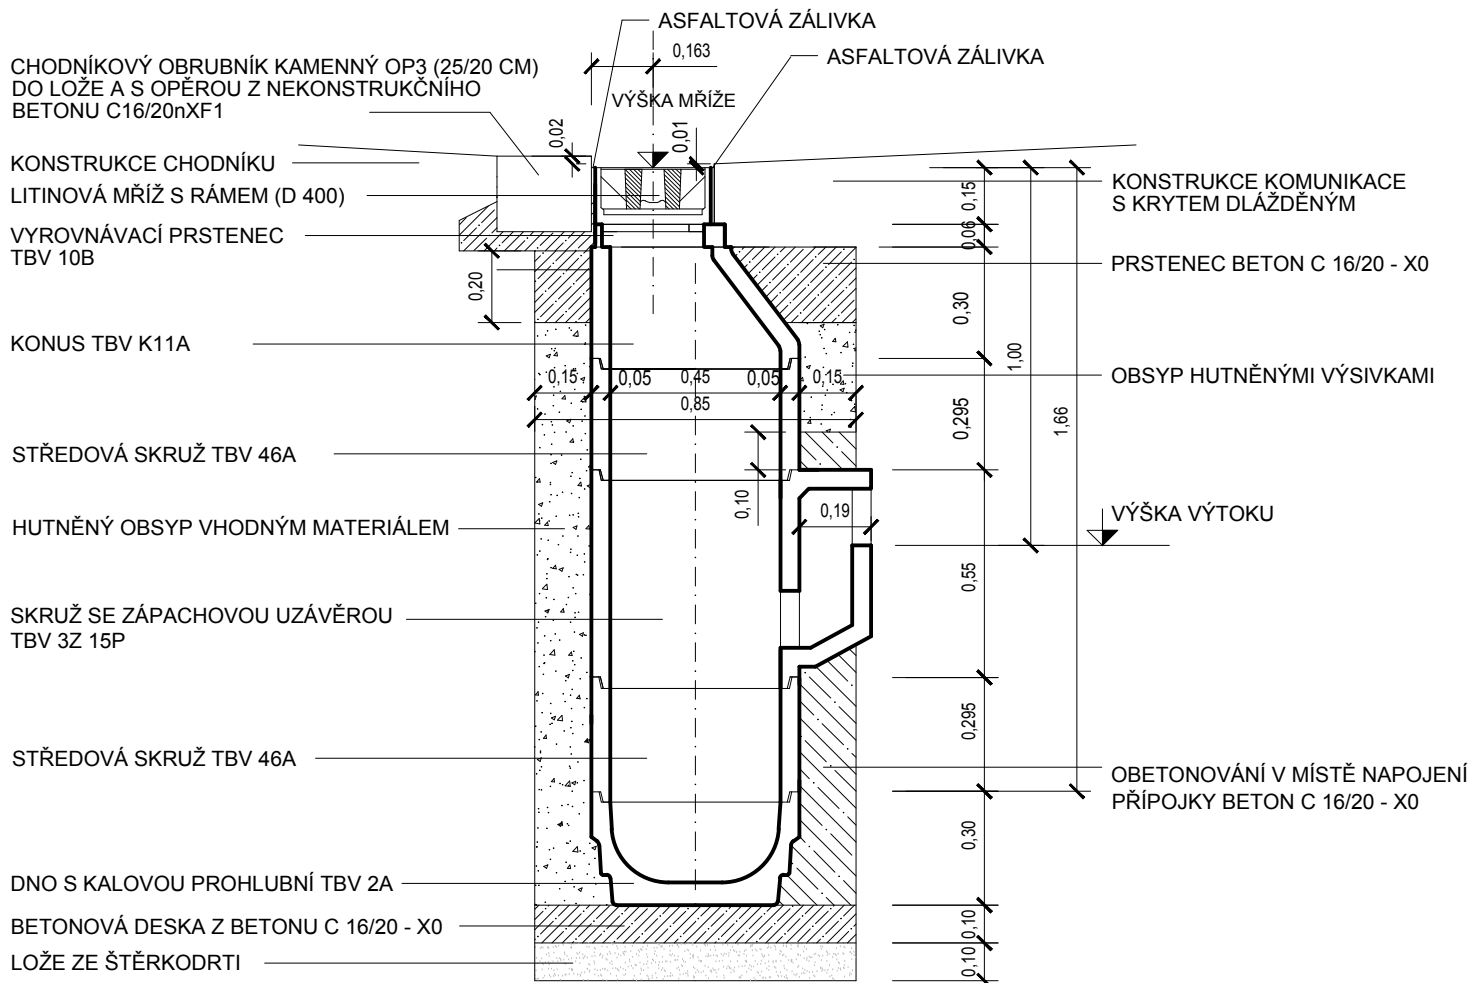 ASFALTOVÁ ZÁLIVKA
0,163
ASFALTOVÁ ZÁLIVKA
CHODNÍKOVÝ OBRUBNÍK KAMENNÝ OP3 (25/20 CM)
DO LOŽE A S OPĚROU Z NEKONSTRUKČNÍHO
BETONU C16/20nXF1
VÝŠKA MŘÍŽE
0,02
0,01
KONSTRUKCE CHODNÍKU
LITINOVÁ MŘÍŽ S RÁMEM (D 400)
VYROVNÁVACÍ PRSTENEC
TBV 10B
0,20
KONUS TBV K11A
0,15
0,05
0,45
0,05
0,15
0,85
STŘEDOVÁ SKRUŽ TBV 46A
0,10
0,19
HUTNĚNÝ OBSYP VHODNÝM MATERIÁLEM
SKRUŽ SE ZÁPACHOVOU UZÁVĚROU
TBV 3Z 15P
STŘEDOVÁ SKRUŽ TBV 46A
DNO S KALOVOU PROHLUBNÍ TBV 2A
BETONOVÁ DESKA Z BETONU C 16/20 - X0
LOŽE ZE ŠTĚRKODRTI
0,15
0,06
0,30
0,295
0,55
0,295
0,30
0,10
0,10
1,00
1,66
KONSTRUKCE KOMUNIKACE
S KRYTEM DLÁŽDĚNÝM
PRSTENEC BETON C 16/20 - X0
OBSYP HUTNĚNÝMI VÝSIVKAMI
VÝŠKA VÝTOKU
OBETONOVÁNÍ V MÍSTĚ NAPOJENÍ
PŘÍPOJKY BETON C 16/20 - X0